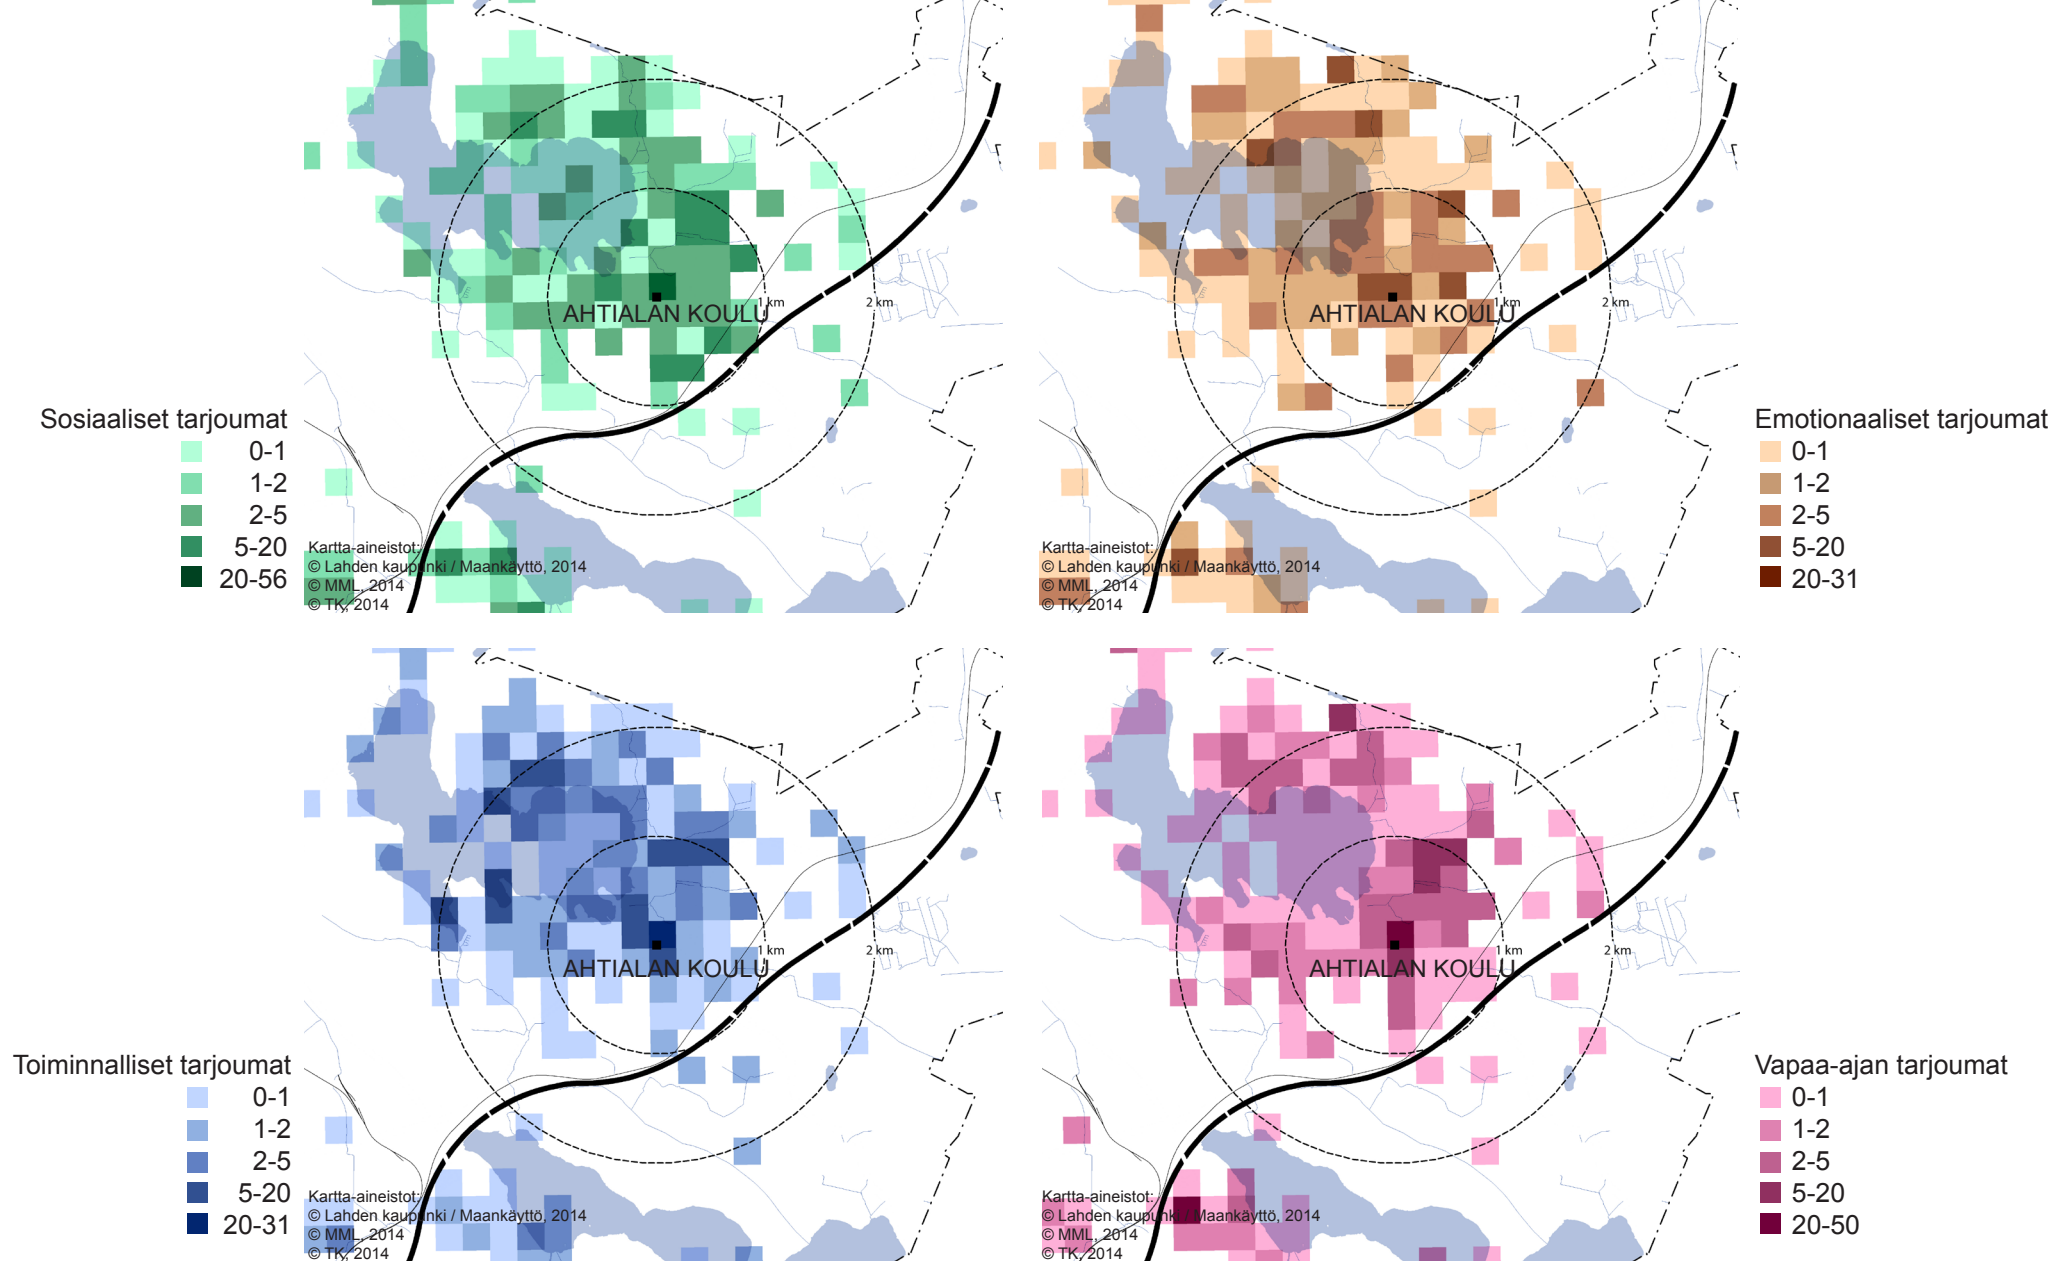 AHTIALAN KOULU
1 km
2 km
Sosiaaliset tarjoumat
0-1
1-2
2-5
5-20
20-56
Kartta-aineistot:
© Lahden kaupunki / Maankäyttö, 2014
© MML, 2014
© TK, 2014
AHTIALAN KOULU
1 km
2 km
Emotionaaliset tarjoumat
0-1
1-2
2-5
5-20
20-31
Kartta-aineistot:
© Lahden kaupunki / Maankäyttö, 2014
© MML, 2014
© TK, 2014
AHTIALAN KOULU
1 km
2 km
Toiminnalliset tarjoumat
0-1
1-2
2-5
5-20
20-31
Kartta-aineistot:
© Lahden kaupunki / Maankäyttö, 2014
© MML, 2014
© TK, 2014
AHTIALAN KOULU
1 km
2 km
Vapaa-ajan tarjoumat
0-1
1-2
2-5
5-20
20-50
Kartta-aineistot:
© Lahden kaupunki / Maankäyttö, 2014
© MML, 2014
© TK, 2014